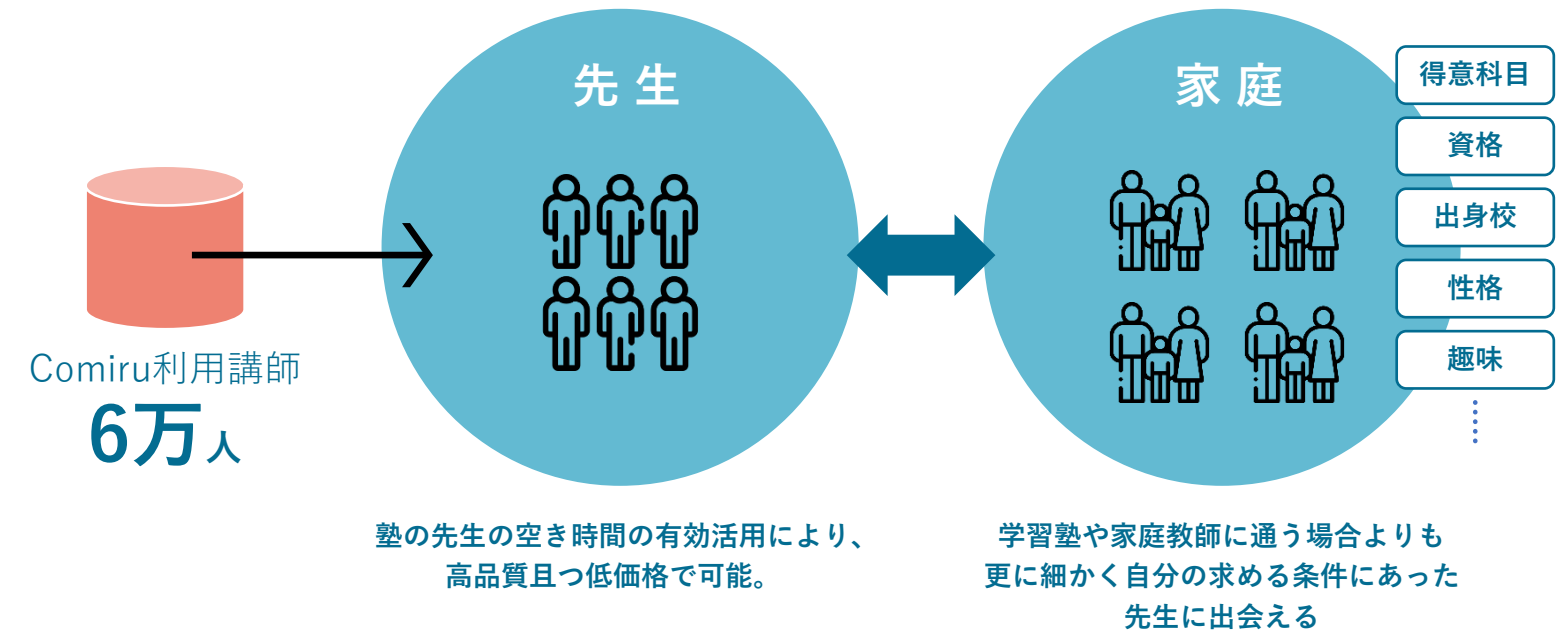 Comiru利用講師
6万人
先生
塾の先生の空き時間の有効活用により、
高品質且つ低価格で可能。
家庭
得意科目
資格
出身校
性格
趣味
学習塾や家庭教師に通う場合よりも
更に細かく自分の求める条件にあった
先生に出会える